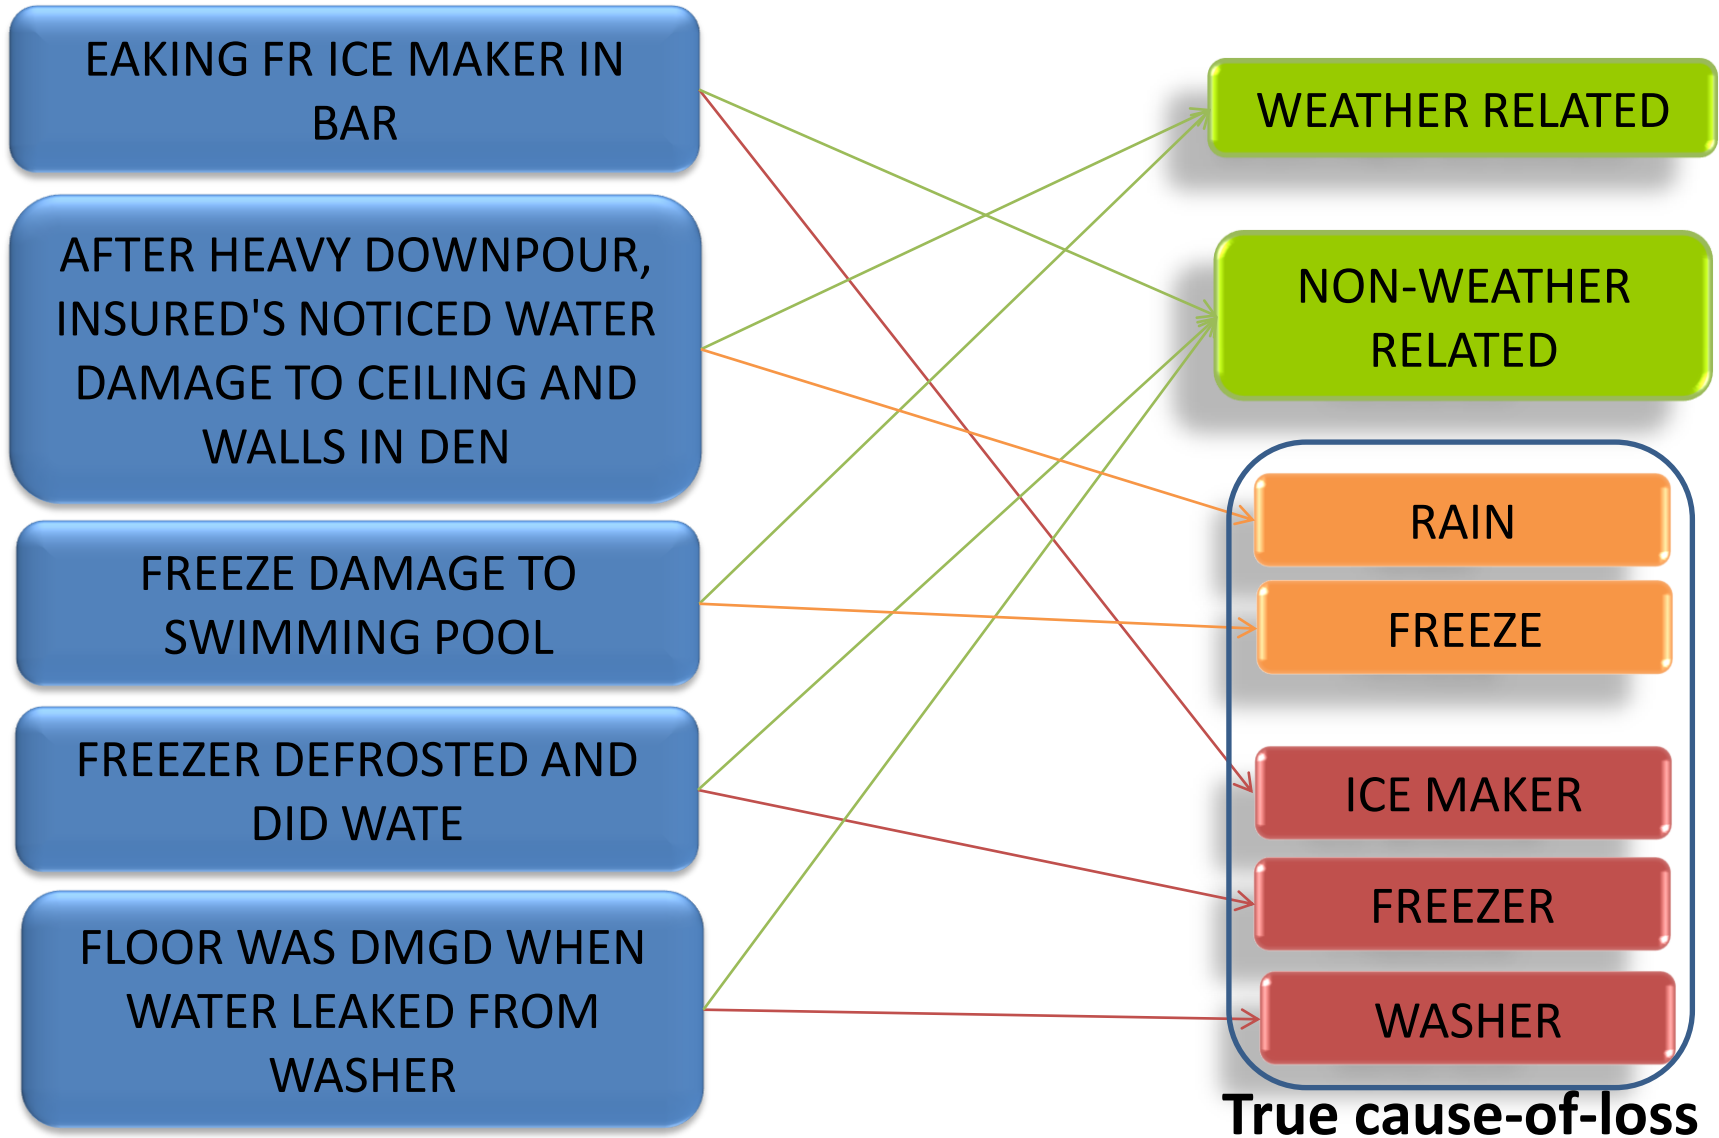 EAKING FR ICE MAKER IN
BAR
AFTER HEAVY DOWNPOUR,
INSURED'S NOTICED WATER
DAMAGE TO CEILING AND
WALLS IN DEN
FREEZE DAMAGE TO
SWIMMING POOL
FREEZER DEFROSTED AND
DID WATE
FLOOR WAS DMGD WHEN
WATER LEAKED FROM
WASHER
WEATHER RELATED
NON-WEATHER
RELATED
RAIN
FREEZE
ICE MAKER
FREEZER
WASHER
True cause-of-loss